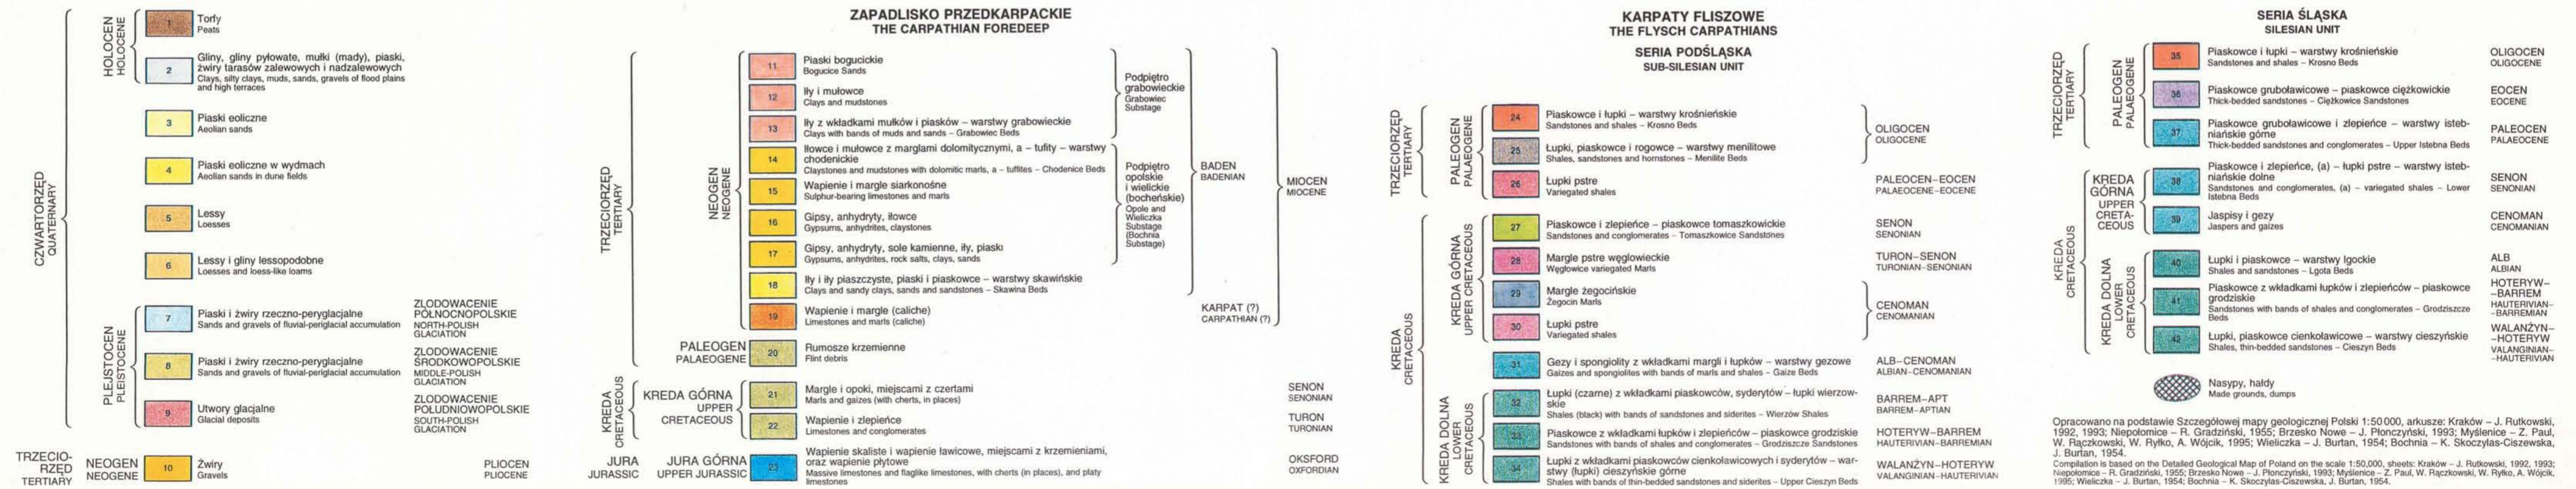 CZWARTORZĘD
QUATERNARY
HOLOCEN
HOLOCENE
1
Torfy
Peats
2
Gliny, gliny pyłowate, mułki (mady), piaski,
żwiry tarasów zalewowych i nadzalewowych
Clays, silty clays, muds, sands, gravels of flood plains
and high terraces
3
Piaski eoliczne
Aeolian sands
4
Piaski eoliczne w wydmach
Aeolian sands in dune fields
5
Lessy
Loesses
6
Lessy i gliny lessopodobne
Loesses and loess-like loams
PLEJSTOCEN
PLEISTOCENE
7
Piaski i żwiry rzeczno-peryglacjalne
Sands and gravels of fluvial-periglacial accumulation
ZLODOWACENIE
PÓŁNOCNOPOLSKIE
NORTH-POLISH
GLACIATION
8
Piaski i żwiry rzeczno-peryglacjalne
Sands and gravels of fluvial-periglacial accumulation
ZLODOWACENIE
ŚRODKOWOPOLSKIE
MIDDLE-POLISH
GLACIATION
9
Utwory glacjalne
Glacial deposits
ZLODOWACENIE
POŁUDNIOWOPOLSKIE
SOUTH-POLISH
GLACIATION
TRZECIO-
RZĘD
TERTIARY
NEOGEN
NEOGENE
10
Żwiry
Gravels
PLIOCEN
PLIOCENE
ZAPADLISKO PRZEDKARPACKIE
THE CARPATHIAN FOREDEEP
TRZECIORZĘD
TERTIARY
NEOGEN
NEOGENE
11
Piaski bogucickie
Bogucice Sands
12
Iły i mułowce
Clays and mudstones
13
Iły z wkładkami mułków i piasków – warstwy grabowieckie
Clays with bands of muds and sands – Grabowiec Beds
Podpiętro
grabowieckie
Grabowiec
Substage
14
Iłowce i mułowce z marglami dolomitycznymi, a – tufity – warstwy
chodenickie
Claystones and mudstones with dolomitic marls, a – tuffites – Chodenice Beds
15
Wapienie i margle siarkonośne
Sulphur-bearing limestones and marls
16
Gipsy, anhydryty, iłowce
Gypsums, anhydrites, claystones
17
Gipsy, anhydryty, sole kamienne, iły, piaski
Gypsums, anhydrites, rock salts, clays, sands
Podpiętro
opolskie
i wielickie
(bocheńskie)
Opole and
Wieliczka
Substage
(Bochnia
Substage)
18
Iły i iły piaszczyste, piaski i piaskowce – warstwy skawińskie
Clays and sandy clays, sands and sandstones – Skawina Beds
BADEN
BADENIAN
19
Wapienie i margle (caliche)
Limestones and marls (caliche)
KARPAT (?)
CARPATHIAN (?)
MIOCEN
MIOCENE
PALEOGEN
PALAEOGENE
20
Rumosze krzemienne
Flint debris
KREDA
CRETACEOUS
KREDA GÓRNA
UPPER
CRETACEOUS
21
Margle i opoki, miejscami z czertami
Marls and gaizes (with cherts, in places)
SENON
SENONIAN
22
Wapienie i zlepieńce
Limestones and conglomerates
TURON
TURONIAN
JURA
JURASSIC
JURA GÓRNA
UPPER JURASSIC
23
Wapienie skaliste i wapienie ławicowe, miejscami z krzemieniami,
oraz wapienie płytowe
Massive limestones and flaglike limestones, with cherts (in places), and platy
limestones
OKSFORD
OXFORDIAN
KARPATY FLISZOWE
THE FLYSCH CARPATHIANS
SERIA PODŚLĄSKA
SUB-SILESIAN UNIT
TRZECIORZĘD
TERTIARY
PALEOGEN
PALAEOGENE
24
Piaskowce i łupki – warstwy krośnieńskie
Sandstones and shales – Krosno Beds
25
Łupki, piaskowce i rogowce – warstwy menilitowe
Shales, sandstones and hornstones – Menilite Beds
OLIGOCEN
OLIGOCENE
26
Łupki pstre
Variegated shales
PALEOCEN–EOCEN
PALAEOCENE–EOCENE
KREDA
CRETACEOUS
KREDA GÓRNA
UPPER CRETACEOUS
27
Piaskowce i zlepieńce – piaskowce tomaszkowickie
Sandstones and conglomerates – Tomaszkowice Sandstones
SENON
SENONIAN
28
Margle pstre węglowieckie
Węglowice variegated Marls
TURON–SENON
TURONIAN–SENONIAN
29
Margle żegocińskie
Żegocin Marls
30
Łupki pstre
Variegated shales
CENOMAN
CENOMANIAN
31
Gezy i spongiolity z wkładkami margli i łupków – warstwy gezowe
Gaizes and spongiolites with bands of marls and shales – Gaize Beds
ALB–CENOMAN
ALBIAN–CENOMANIAN
KREDA DOLNA
LOWER
CRETACEOUS
32
Łupki (czarne) z wkładkami piaskowców, syderytów – łupki wierzow-
skie
Shales (black) with bands of sandstones and siderites – Wierzów Shales
BARREM–APT
BARREM–APTIAN
33
Piaskowce z wkładkami łupków i zlepieńców – piaskowce grodziskie
Sandstones with bands of shales and conglomerates – Grodziszcze Sandstones
HOTERYW–BARREM
HAUTERIVIAN–BARREMIAN
34
Łupki z wkładkami piaskowców cienkoławicowych i syderytów – war-
stwy (łupki) cieszyńskie górne
Shales with bands of thin-bedded sandstones and siderites – Upper Cieszyn Beds
WALANŻYN–HOTERYW
VALANGINIAN–HAUTERIVIAN
SERIA ŚLĄSKA
SILESIAN UNIT
TRZECIORZĘD
TERTIARY
PALEOGEN
PALAEOGENE
35
Piaskowce i łupki – warstwy krośnieńskie
Sandstones and shales – Krosno Beds
OLIGOCEN
OLIGOCENE
36
Piaskowce gruboławicowe – piaskowce ciężkowickie
Thick-bedded sandstones – Ciężkowice Sandstones
EOCEN
EOCENE
37
Piaskowce gruboławicowe i zlepieńce – warstwy isteb-
niańskie górne
Thick-bedded sandstones and conglomerates – Upper Istebna Beds
PALEOCEN
PALAEOCENE
KREDA
CRETACEOUS
KREDA
GÓRNA
UPPER
CRETA-
CEOUS
38
Piaskowce i zlepieńce, (a) – łupki pstre – warstwy isteb-
niańskie dolne
Sandstones and conglomerates, (a) – variegated shales – Lower
Istebna Beds
SENON
SENONIAN
39
Jaspisy i gezy
Jaspers and gaizes
CENOMAN
CENOMANIAN
KREDA DOLNA
LOWER
CRETACEOUS
40
Łupki i piaskowce – warstwy lgockie
Shales and sandstones – Lgota Beds
ALB
ALBIAN
41
Piaskowce z wkładkami łupków i zlepieńców – piaskowce
grodziskie
Sandstones with bands of shales and conglomerates – Grodziszcze
Beds
HOTERYW–
–BARREM
HAUTERIVIAN–
-BARREMIAN
42
Łupki, piaskowce cienkoławicowe – warstwy cieszyńskie
Shales, thin-bedded sandstones – Cieszyn Beds
WALANŻYN–
–HOTERYW
VALANGINIAN–
-HAUTERIVIAN
Nasypy, hałdy
Made grounds, dumps
Opracowano na podstawie Szczegółowej mapy geologicznej Polski 1:50 000, arkusze: Kraków – J. Rutkowski,
1992, 1993; Niepołomice – R. Gradziński, 1955; Brzesko Nowe – J. Płonczyński, 1993; Myślenice – Z. Paul,
W. Rączkowski, W. Ryłko, A. Wójcik, 1995; Wieliczka – J. Burtan, 1954; Bochnia – K. Skoczylas-Ciszewska,
J. Burtan, 1954.
Compilation is based on the Detailed Geological Map of Poland on the scale 1:50,000, sheets: Kraków – J. Rutkowski, 1992, 1993;
Niepołomice – R. Gradziński, 1955; Brzesko Nowe – J. Płonczyński, 1993; Myślenice – Z. Paul, W. Rączkowski, W. Ryłko, A. Wójcik,
1995; Wieliczka – J. Burtan, 1954; Bochnia – K. Skoczylas-Ciszewska, J. Burtan, 1954.